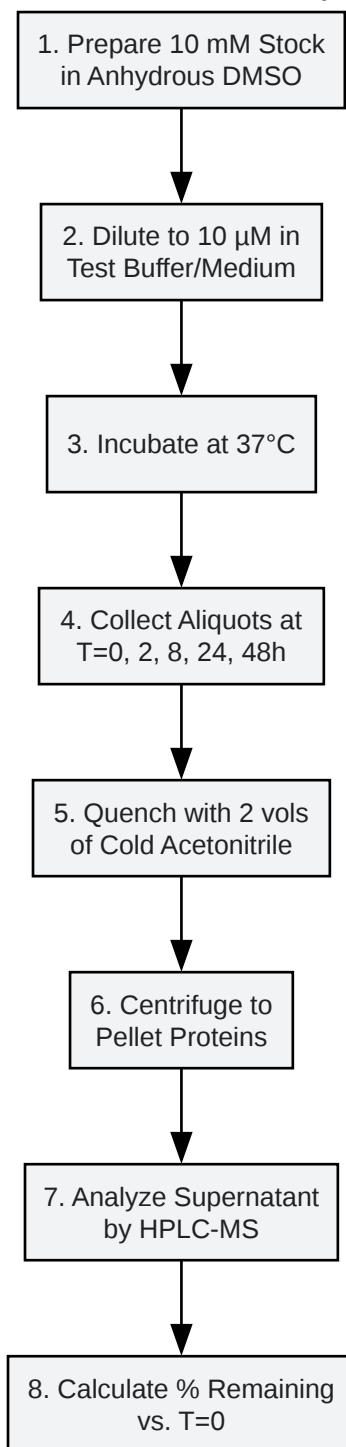 1. Prepare 10 mM Stock
in Anhydrous DMSO
2. Dilute to 10 µM in
Test Buffer/Medium
3. Incubate at 37°C
4. Collect Aliquots at
T=0, 2, 8, 24, 48h
5. Quench with 2 vols
of Cold Acetonitrile
6. Centrifuge to
Pellet Proteins
7. Analyze Supernatant
by HPLC-MS
8. Calculate % Remaining
vs. T=0